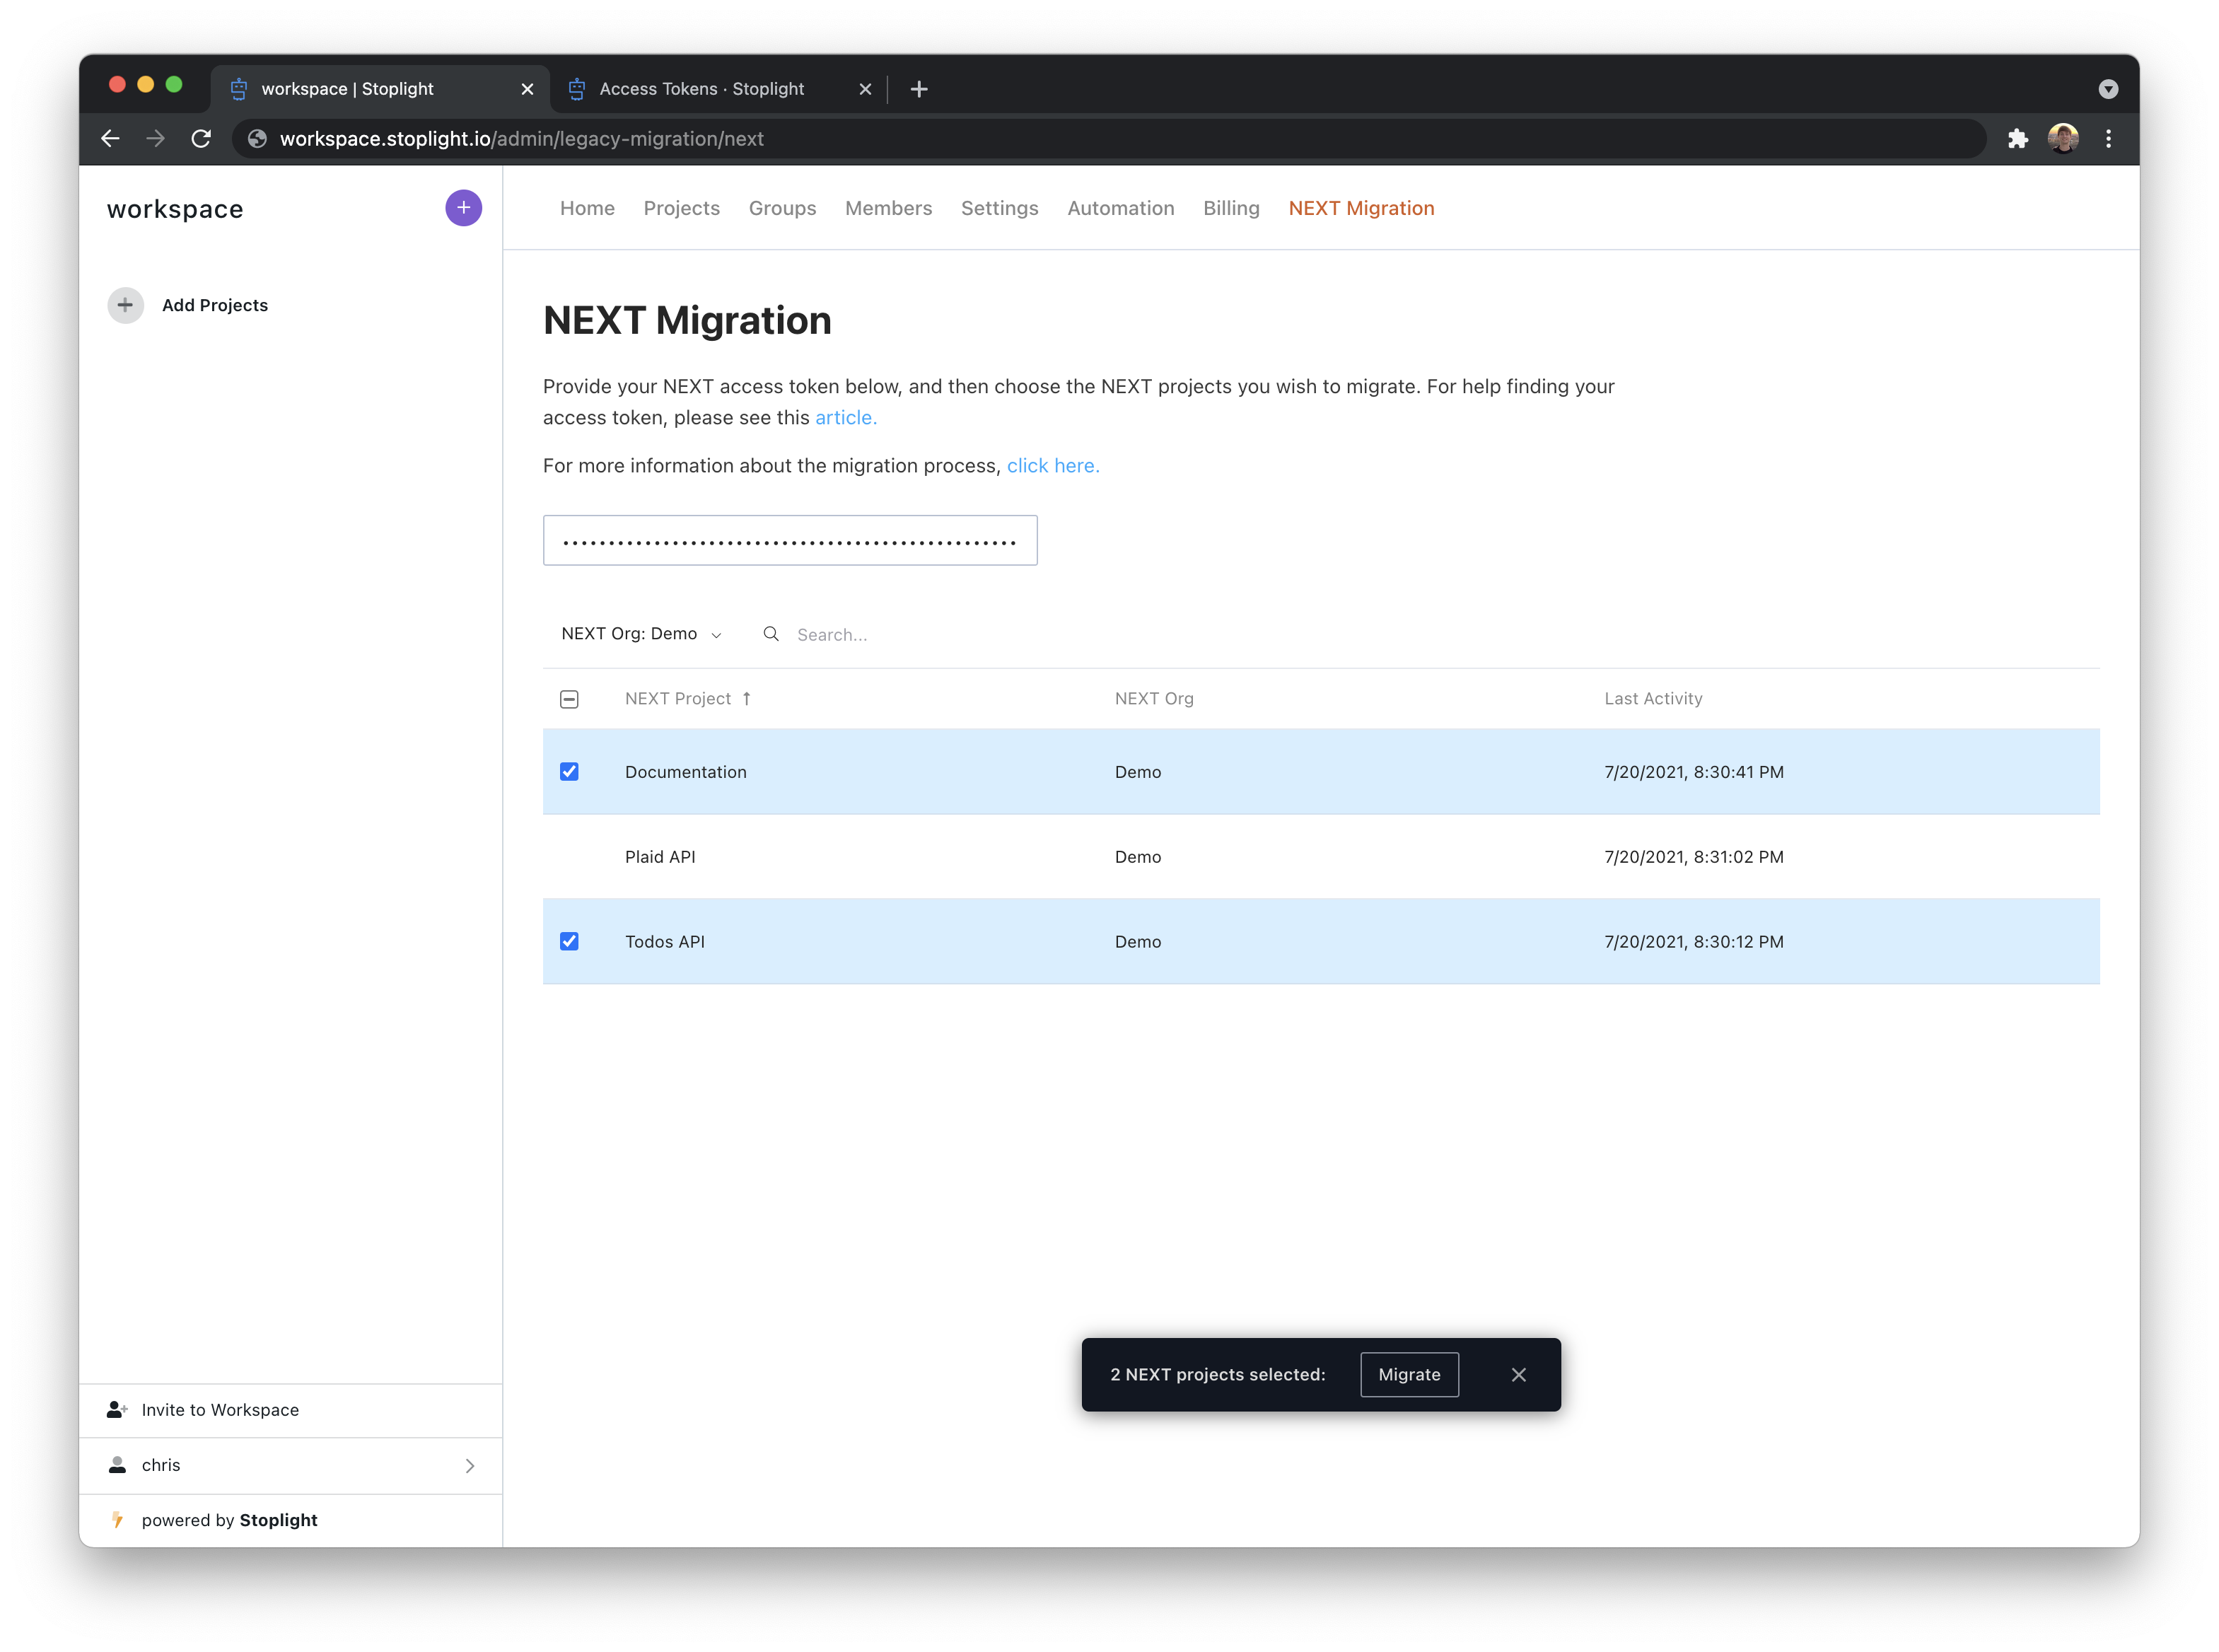 workspace | Stoplight
Access Tokens · Stoplight
workspace.stoplight.io/admin/legacy-migration/next
workspace
Home Projects Groups Members Settings Automation Billing NEXT Migration
Add Projects
NEXT Migration
Provide your NEXT access token below, and then choose the NEXT projects you wish to migrate. For help finding your
access token, please see this article.
For more information about the migration process, click here.
NEXT Org: Demo Search...
NEXT Project ↑ NEXT Org Last Activity
Documentation Demo 7/20/2021, 8:30:41 PM
Plaid API Demo 7/20/2021, 8:31:02 PM
Todos API Demo 7/20/2021, 8:30:12 PM
2 NEXT projects selected: Migrate
Invite to Workspace
chris
powered by Stoplight